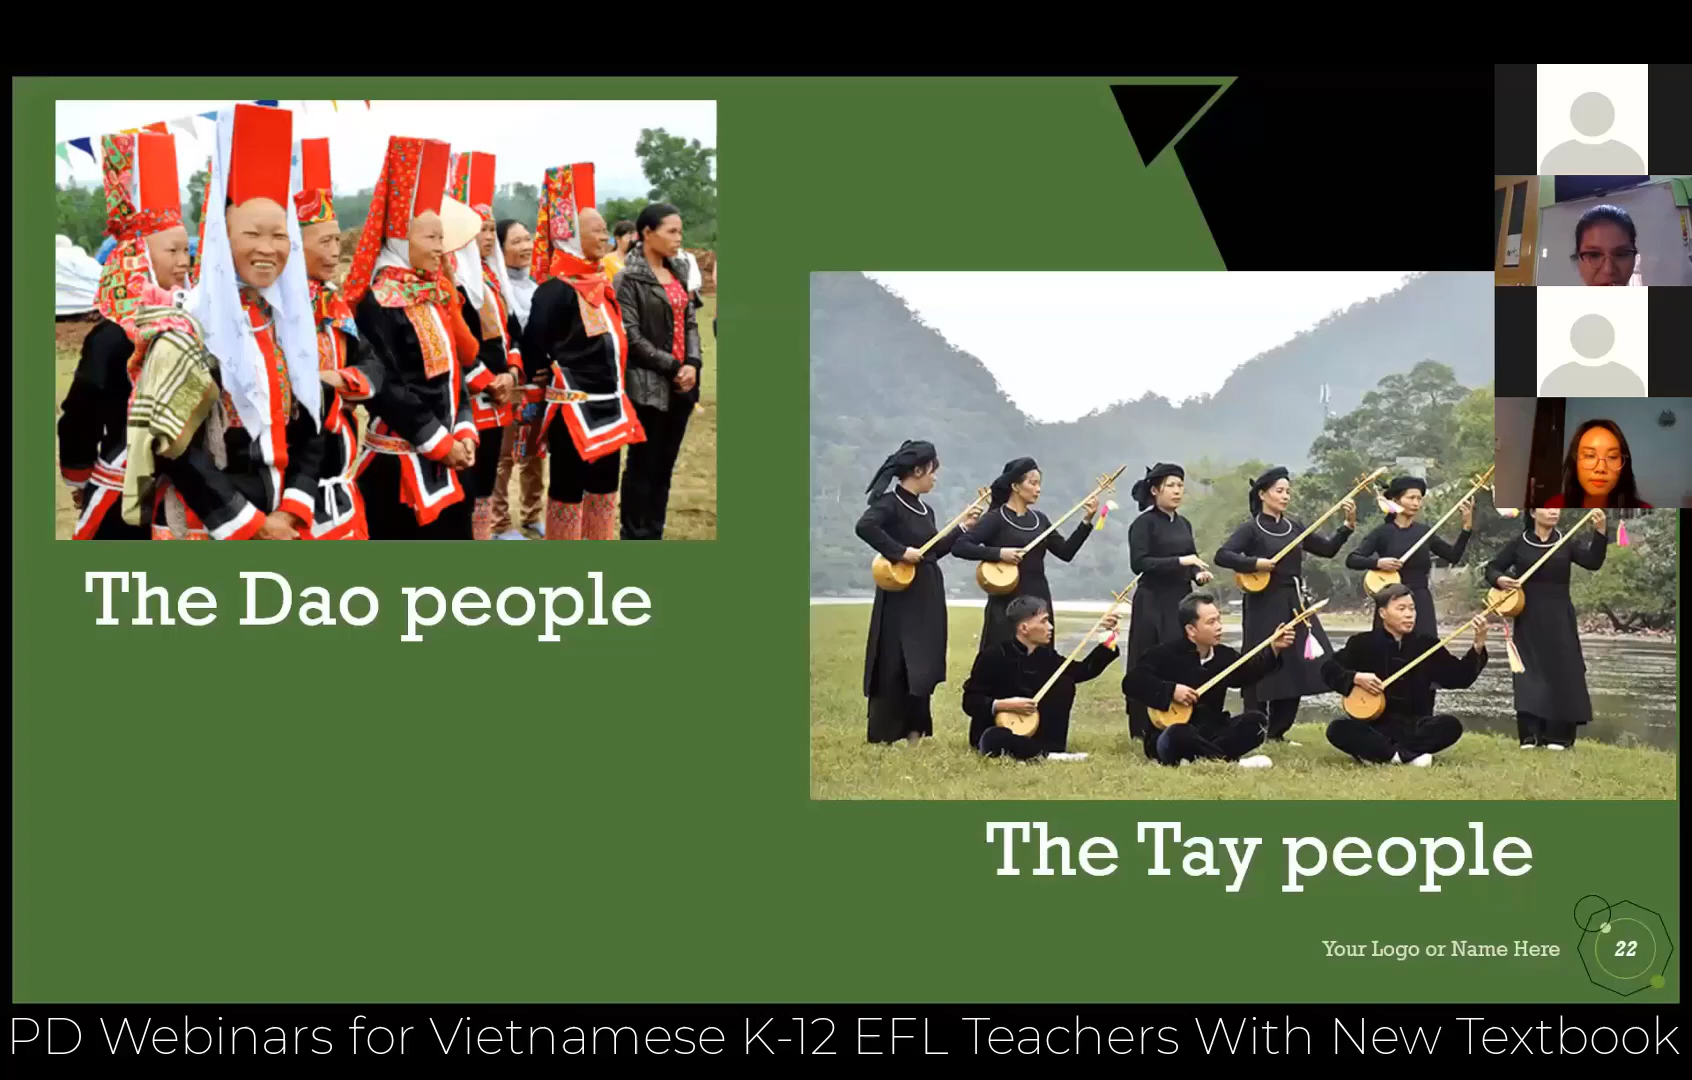 The Dao people
The Tay people
Your Logo or Name Here
22
PD Webinars for Vietnamese K-12 EFL Teachers With New Textbook